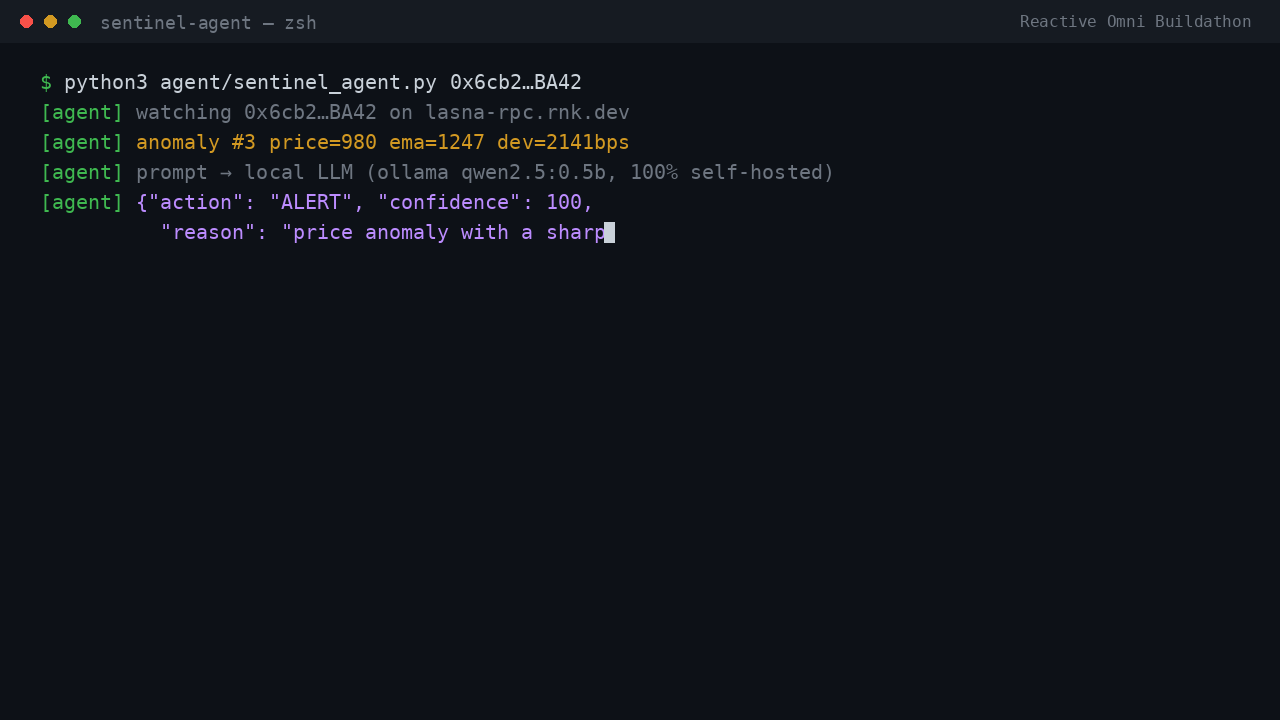 sentinel-agent — zsh
Reactive Omni Buildathon
$ python3 agent/sentinel_agent.py 0x6cb2…BA42
[agent] watching 0x6cb2…BA42 on lasna-rpc.rnk.dev
[agent] anomaly #3 price=980 ema=1247 dev=2141bps
[agent] prompt → local LLM (ollama qwen2.5:0.5b, 100% self-hosted)
[agent] {"action": "ALERT", "confidence": 100,
"reason": "price anomaly with a sharp